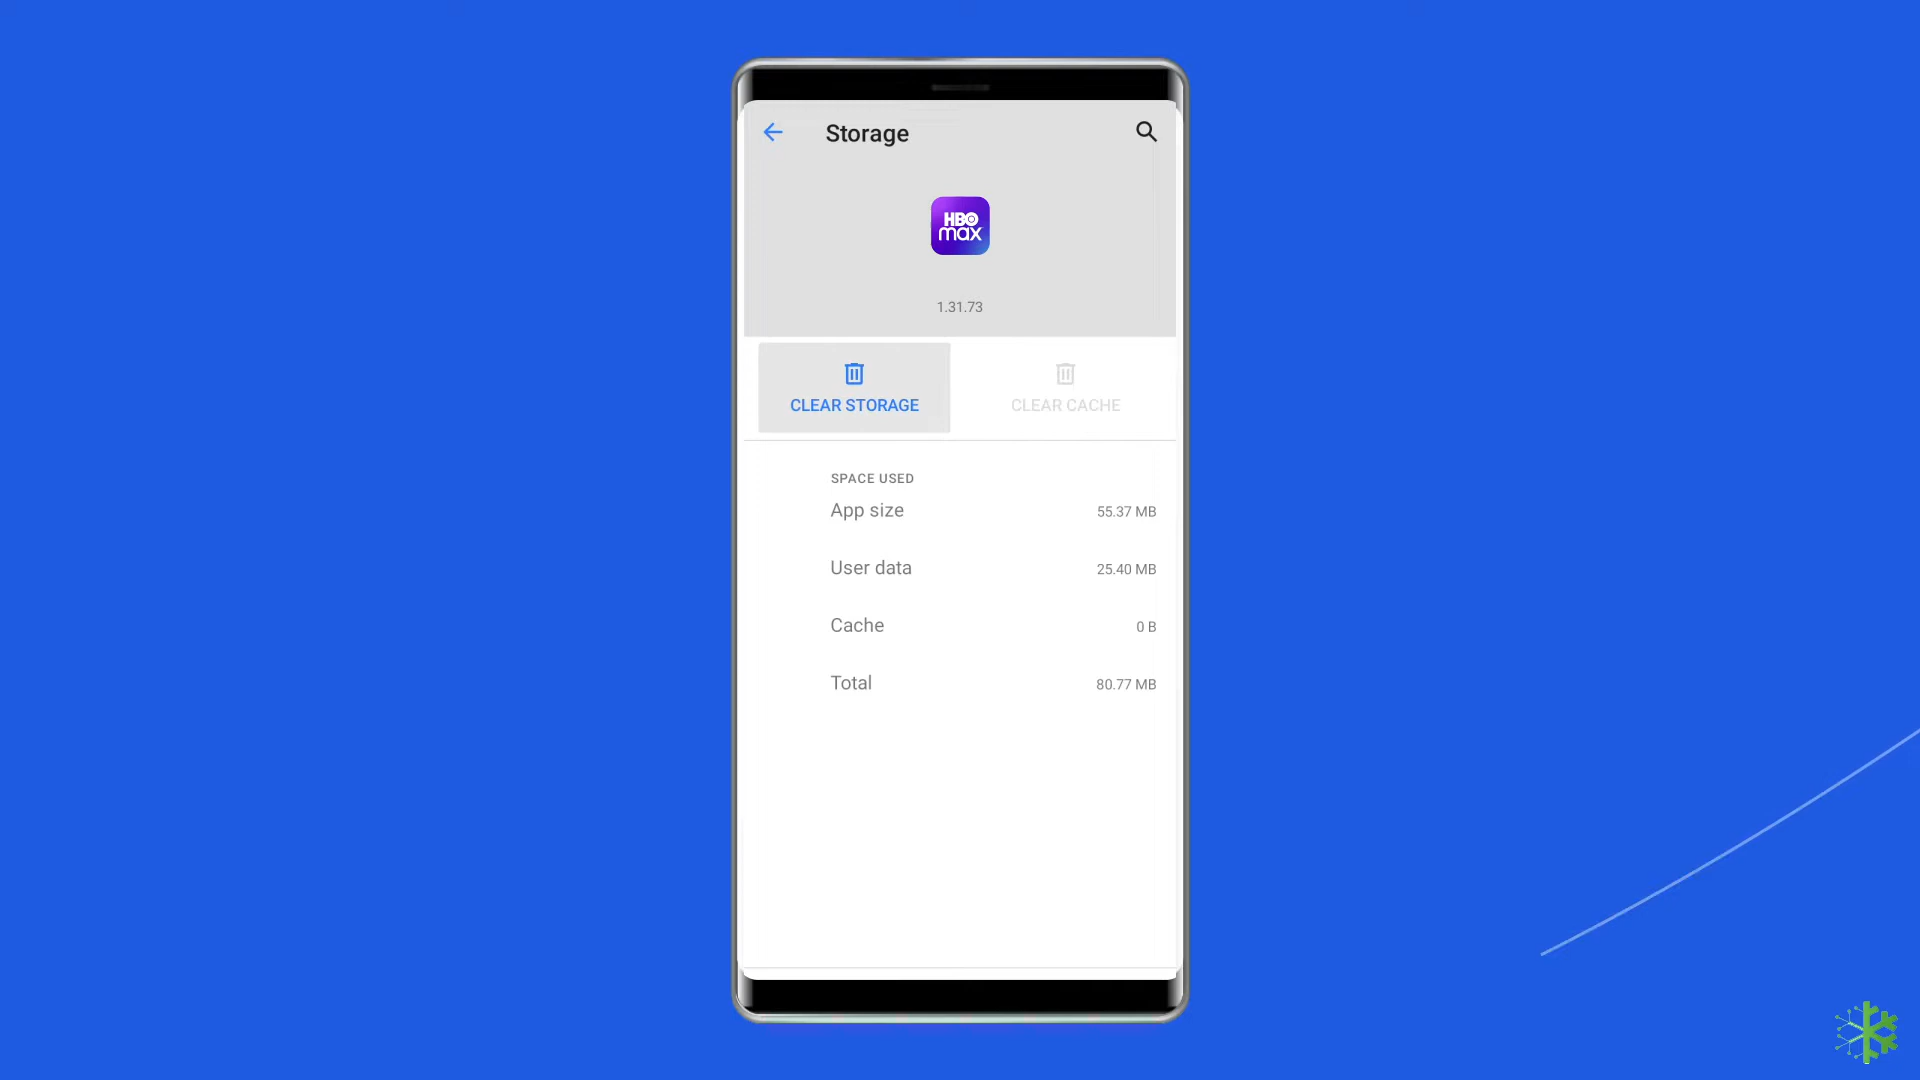 Storage
HBO
max
1.31.73
CLEAR STORAGE
CLEAR CACHE
SPACE USED
App size 55.37 MB
User data 25.40 MB
Cache 0 B
Total 80.77 MB